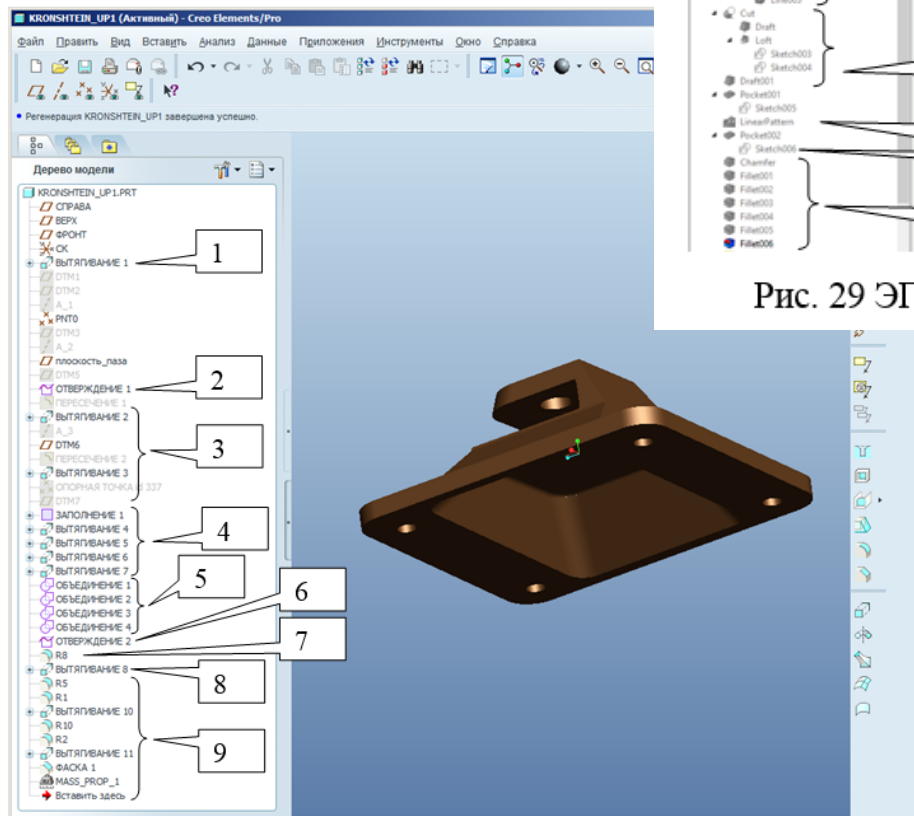 KRONSHTEIN_UP1 (Активный) - Creo Elements/Pro
Файл Править Вид Вставить Анализ Данные Приложения Инструменты Окно Справка
• Регенерация KRONSHTEIN_UP1 завершена успешно.
Дерево модели
KRONSHTEIN_UP1.PRT
СПРАВА
ВЕРХ
ФРОНТ
СК
ВЫТЯГИВАНИЕ 1
DTM1
DTM2
A_1
PNT0
DTM3
A_2
плоскость_паза
DTM5
ОТВЕРЖДЕНИЕ 1
ПЕРЕСЕЧЕНИЕ 1
ВЫТЯГИВАНИЕ 2
A_3
DTM6
ПЕРЕСЕЧЕНИЕ 2
ВЫТЯГИВАНИЕ 3
ОПОРНАЯ ТОЧКА id 337
DTM7
ЗАПОЛНЕНИЕ 1
ВЫТЯГИВАНИЕ 4
ВЫТЯГИВАНИЕ 5
ВЫТЯГИВАНИЕ 6
ВЫТЯГИВАНИЕ 7
ОБЪЕДИНЕНИЕ 1
ОБЪЕДИНЕНИЕ 2
ОБЪЕДИНЕНИЕ 3
ОБЪЕДИНЕНИЕ 4
ОТВЕРЖДЕНИЕ 2
R8
ВЫТЯГИВАНИЕ 8
R5
R1
ВЫТЯГИВАНИЕ 10
R10
R2
ВЫТЯГИВАНИЕ 11
ФАСКА 1
MASS_PROP_1
Вставить здесь
1
2
3
4
5
6
7
8
9
Cut
Draft
Loft
Sketch003
Sketch004
Draft001
Pocket001
Sketch005
LinearPattern
Pocket002
Sketch006
Chamfer
Fillet001
Fillet002
Fillet003
Fillet004
Fillet005
Fillet006
Рис. 29